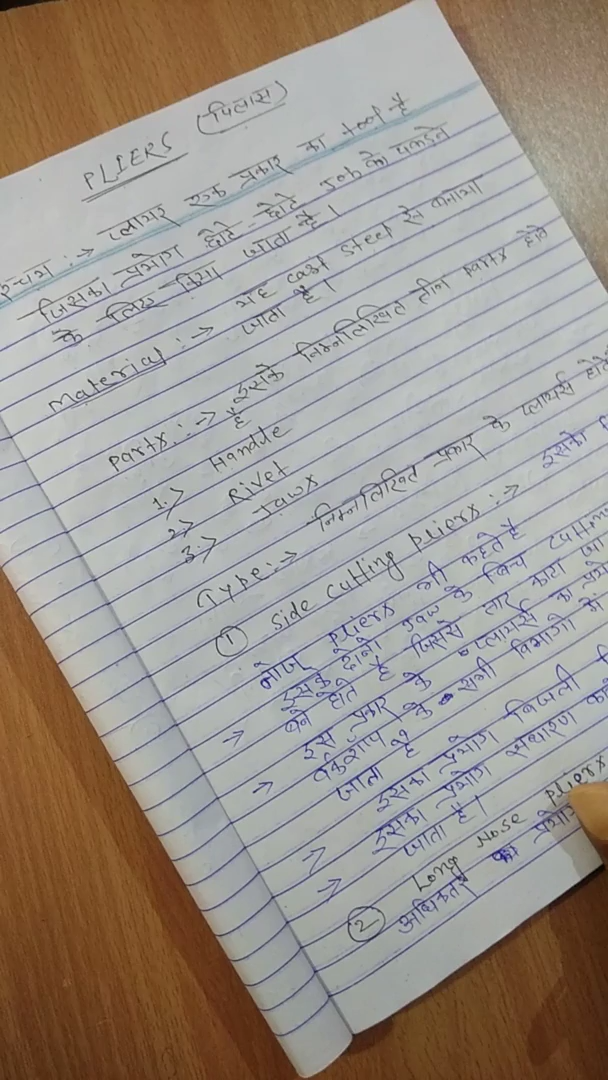 PLIERS (पिलास)
:-> प्लायर एक प्रकार का tool है
जिसका प्रयोग छोटे-छोटे Job को पकड़ने
के लिए किया जाता है।
material :-> यह cast steel से बनाया
जाता है।
parts :-> इसके निम्नलिखित तीन parts होते
है
1:> Handle
2:> Rivet
3:> Jaws
Type :-> निम्नलिखित प्रकार के प्लायर्स होते
① Side cutting pliers :-> इसको
नोज pliers भी कहते है
इसके दोनो Jaw के बिच cutting
-> बने होते है जिससे तार काटा जा
इस प्रकार के प्लायर्स का
-> वर्कशॉप के सभी विभागो में
जाता है
-> इसका प्रयोग बिजली
-> इसका प्रयोग सधारण
जाता है।
② Long Nose pliers
अधिकतर का प्रयोग